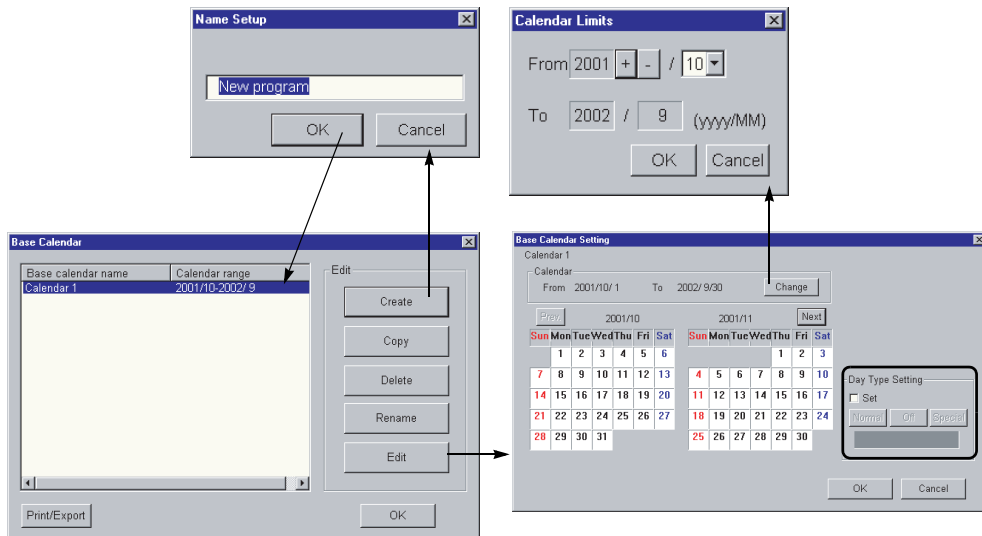 Name Setup
New program
OK Cancel
Calendar Limits
From 2001 + - / 10
To 2002 / 9 (yyyy/MM)
OK Cancel
Base Calendar
Base calendar name Calendar range
Calendar 1 2001/10-2002/ 9
Edit
Create
Copy
Delete
Rename
Edit
Print/Export OK
Base Calendar Setting
Calendar 1
Calendar
From 2001/10/ 1 To 2002/ 9/30 Change
Prev. 2001/10 2001/11 Next
Sun Mon Tue Wed Thu Fri Sat Sun Mon Tue Wed Thu Fri Sat
1 2 3 4 5 6 1 2 3
7 8 9 10 11 12 13 4 5 6 7 8 9 10
14 15 16 17 18 19 20 11 12 13 14 15 16 17
21 22 23 24 25 26 27 18 19 20 21 22 23 24
28 29 30 31 25 26 27 28 29 30
Day Type Setting
Set
Normal Off Special
OK Cancel